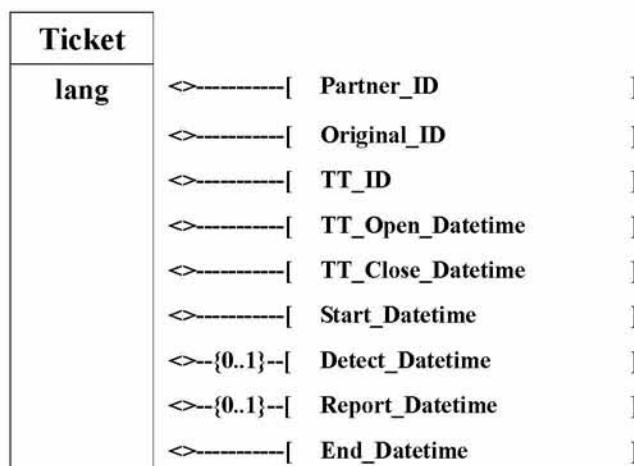 Ticket
lang <>-----------[ Partner_ID ]
<>-----------[ Original_ID ]
<>-----------[ TT_ID ]
<>-----------[ TT_Open_Datetime ]
<>-----------[ TT_Close_Datetime ]
<>-----------[ Start_Datetime ]
<>--{0..1}--[ Detect_Datetime ]
<>--{0..1}--[ Report_Datetime ]
<>-----------[ End_Datetime ]